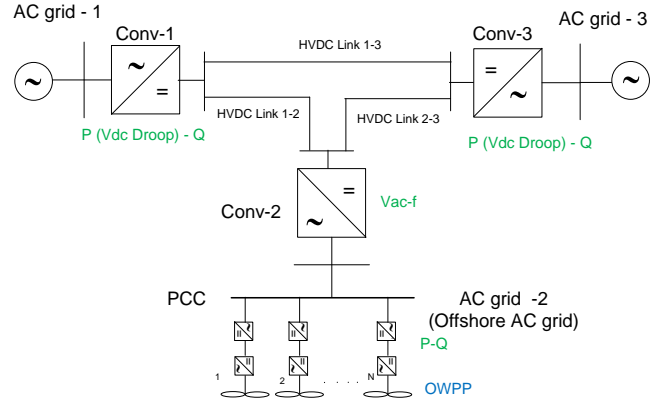 AC grid - 1
AC grid - 3
Conv-1
Conv-3
HVDC Link 1-3
~
=
=
~
~
~
HVDC Link 1-2
HVDC Link 2-3
P (Vdc Droop) - Q
P (Vdc Droop) - Q
=
~
Conv-2
Vac-f
PCC
AC grid -2
(Offshore AC grid)
P-Q
1
2
. . . .
N
OWPP